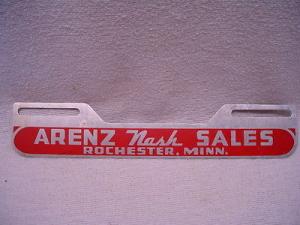 ARENZ Nash SALES
ROCHESTER, MINN.